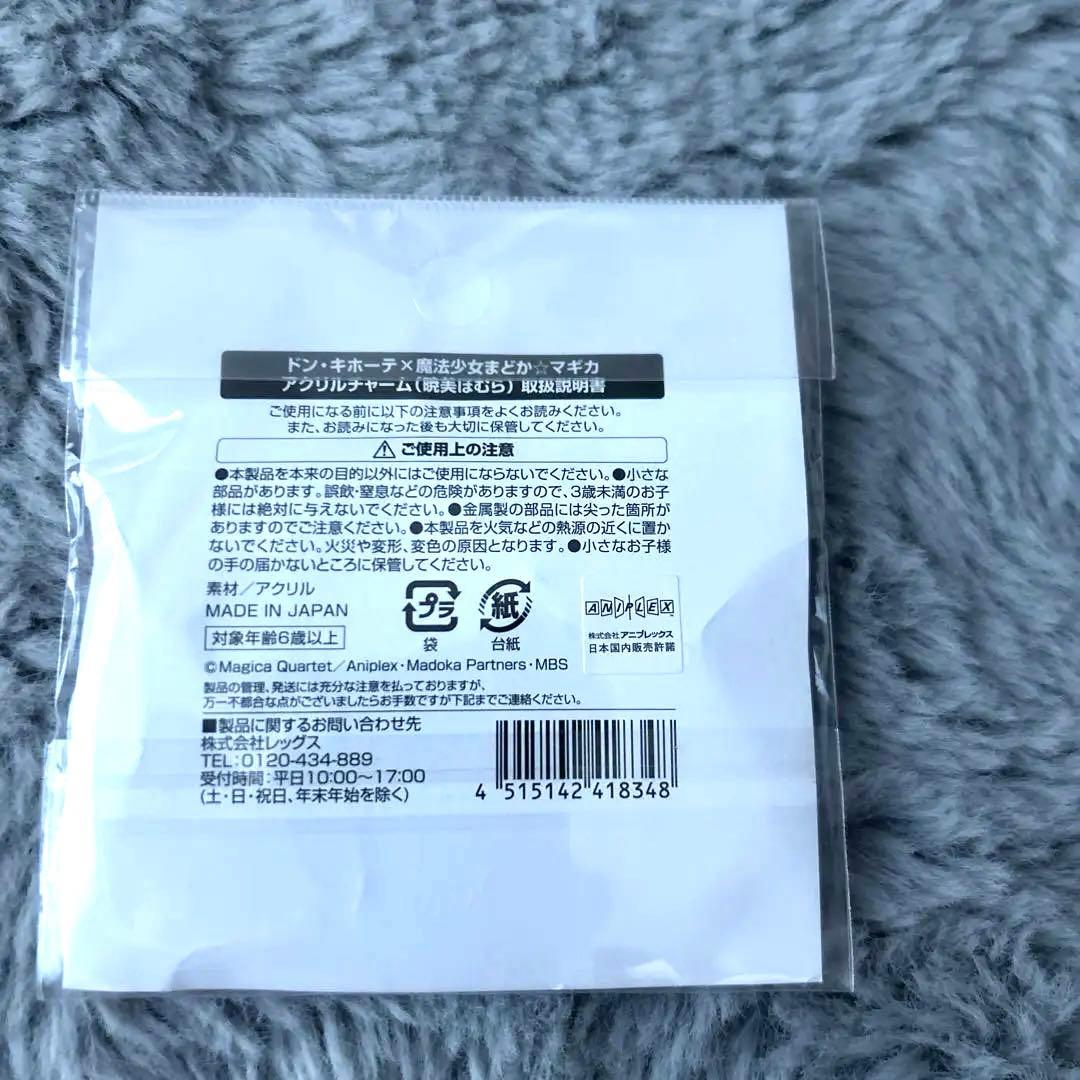 ドン・キホーテ×魔法少女まどか☆マギカ
アクリルチャーム(暁美ほむら) 取扱説明書
ご使用になる前に以下の注意事項をよくお読みください。
また、お読みになった後も大切に保管してください。
⚠ ご使用上の注意
●本製品を本来の目的以外にはご使用にならないでください。●小さな
部品があります。誤飲・窒息などの危険がありますので、3歳未満のお子
様には絶対に与えないでください。●金属製の部品には尖った箇所が
ありますのでご注意ください。●本製品を火気などの熱源の近くに置か
ないでください。火災や変形、変色の原因となります。●小さなお子様
の手の届かないところに保管してください。
素材/アクリル
MADE IN JAPAN
対象年齢6歳以上
プラ
袋
紙
台紙
ANIPLEX
株式会社アニプレックス
日本国内販売許諾
©Magica Quartet/Aniplex・Madoka Partners・MBS
製品の管理、発送には充分な注意を払っておりますが、
万一不都合な点がございましたらお手数ですが下記までご連絡ください。
■製品に関するお問い合わせ先
株式会社レッグス
TEL:0120-434-889
受付時間:平日10:00〜17:00
(土・日・祝日、年末年始を除く)
4 515142 418348